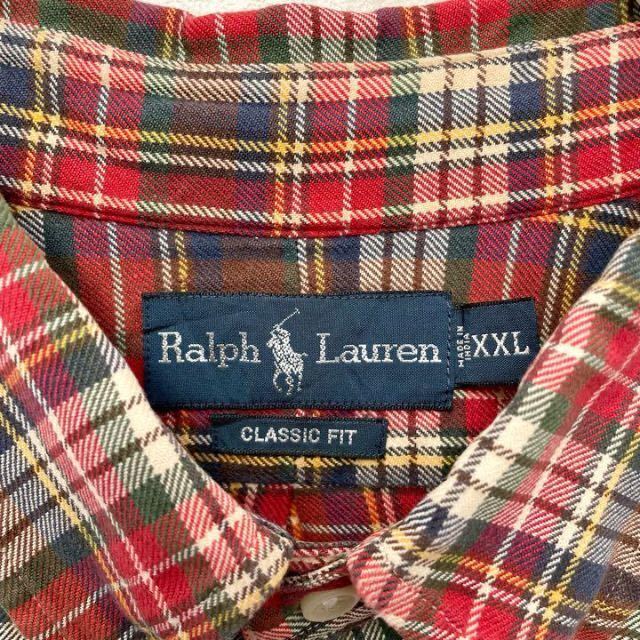 Ralph Lauren
MADE IN
INDIA
XXL
CLASSIC FIT